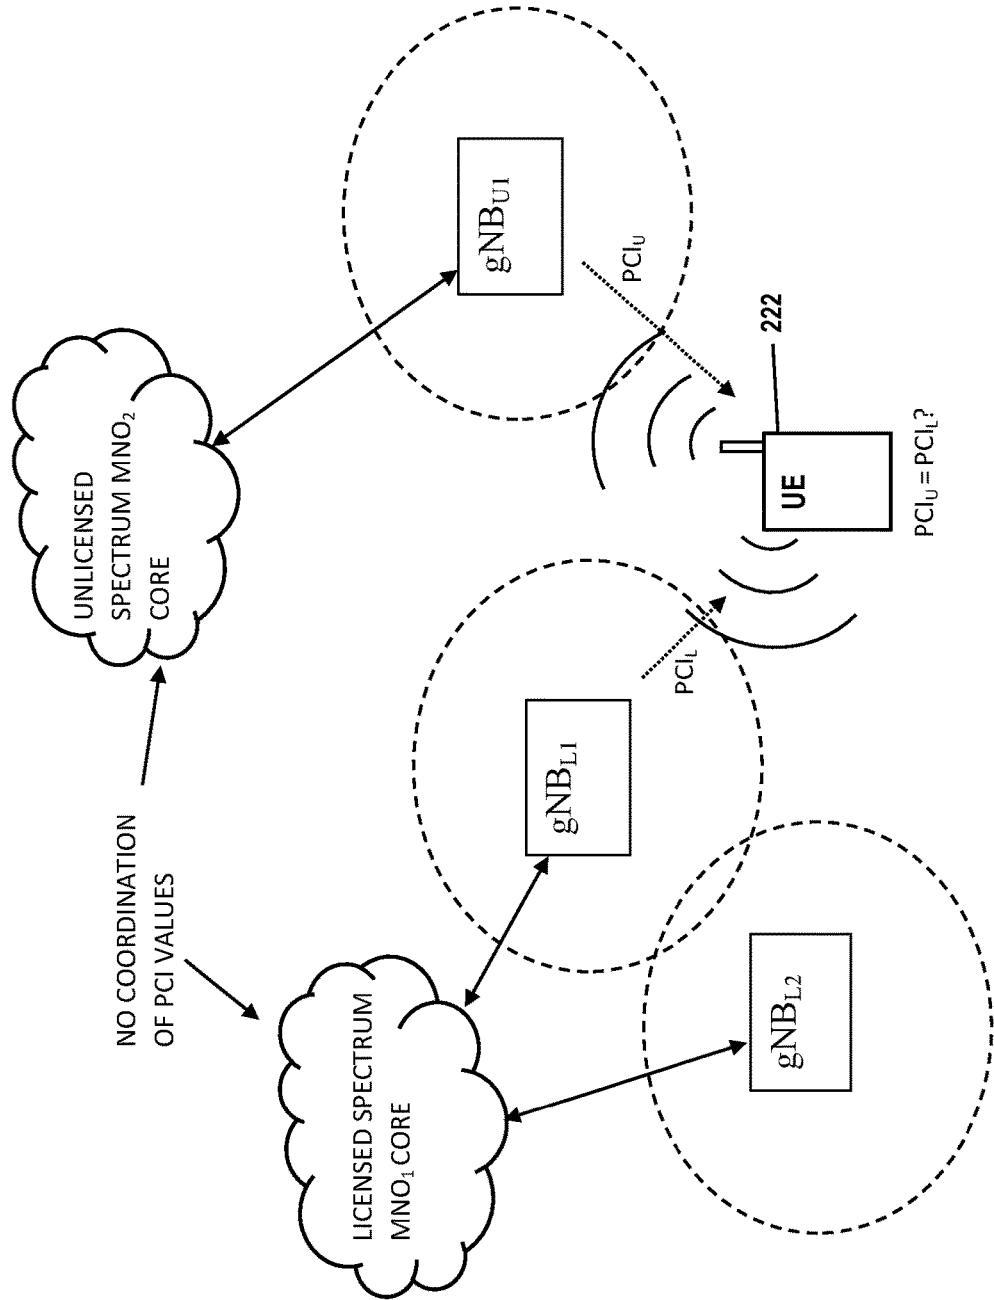 NO COORDINATION
OF PCI VALUES
UNLICENSED
SPECTRUM MNO₂
CORE
LICENSED SPECTRUM
MNO₁ CORE
gNB_U1
gNB_L1
gNB_L2
PCI_U
PCI_L
UE
222
PCI_U = PCI_L?